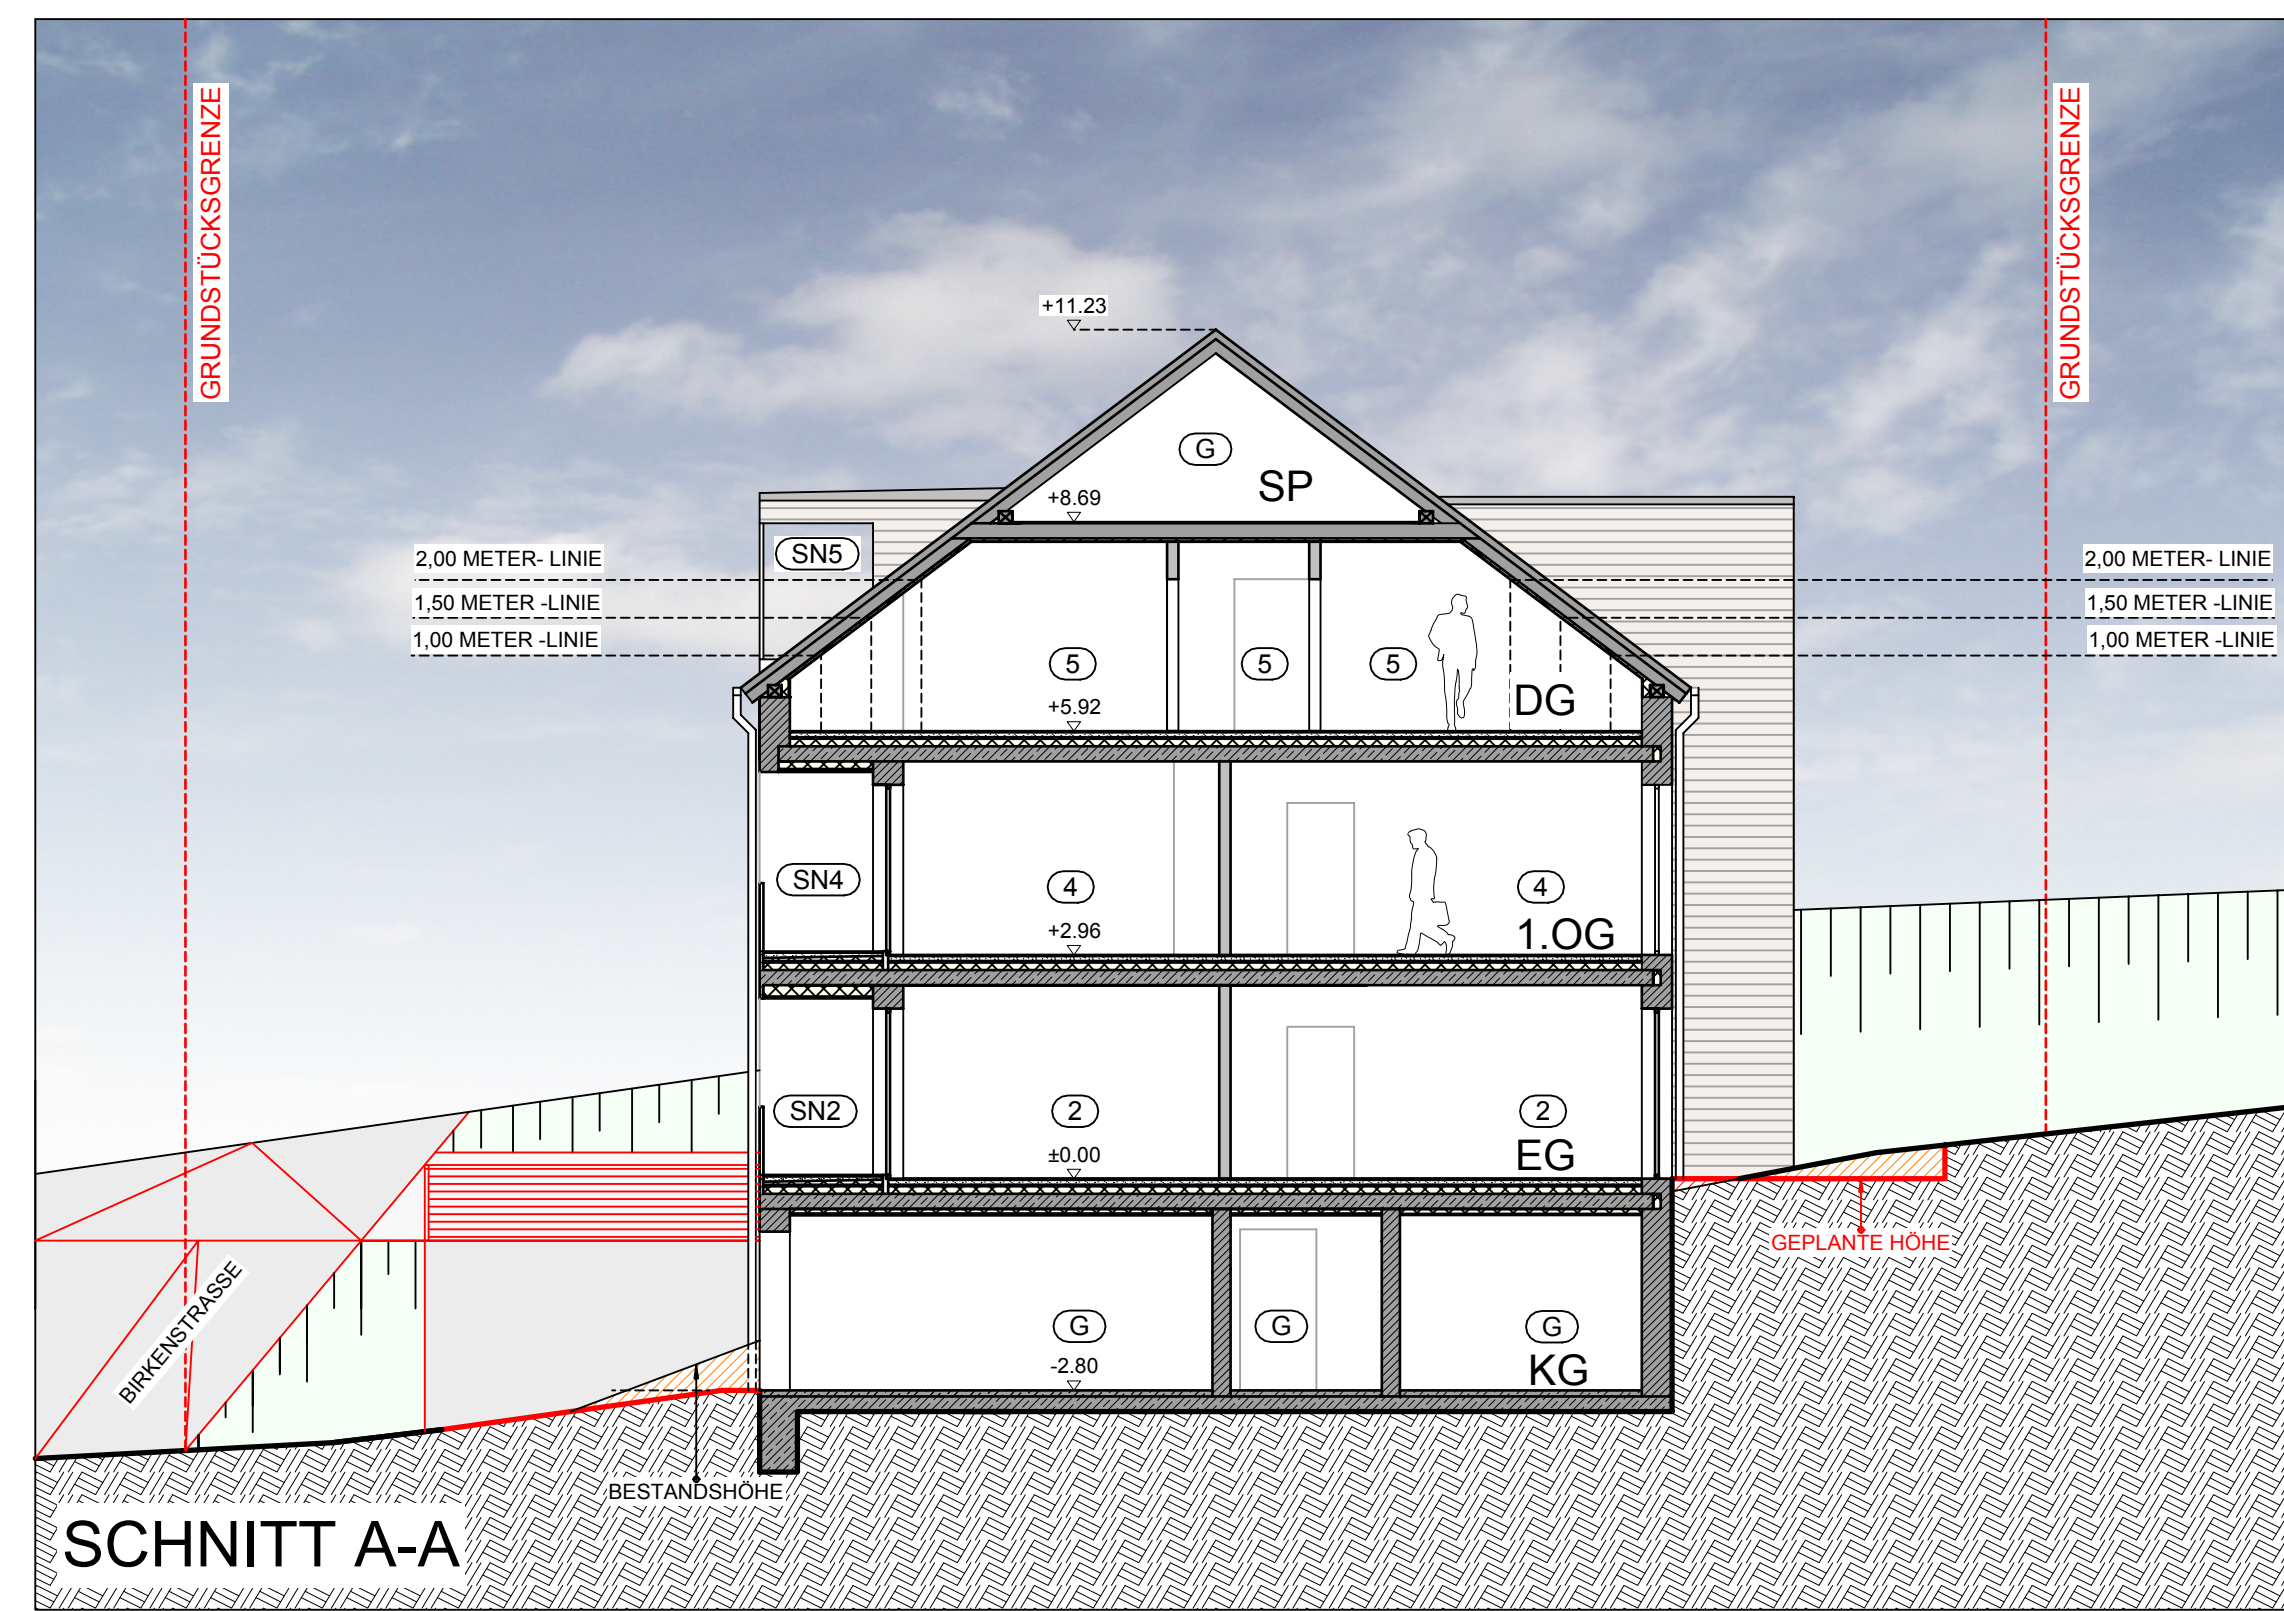 GRUNDSTÜCKSGRENZE
GRUNDSTÜCKSGRENZE
+11.23
G
SP
+8.69
SN5
2,00 METER- LINIE
2,00 METER- LINIE
1,50 METER -LINIE
1,50 METER -LINIE
1,00 METER -LINIE
1,00 METER -LINIE
5
5
5
DG
+5.92
SN4
4
4
+2.96
1.OG
SN2
2
2
±0.00
EG
GEPLANTE HÖHE
BIRKENSTRASSE
G
G
G
-2.80
KG
BESTANDSHÖHE
SCHNITT A-A